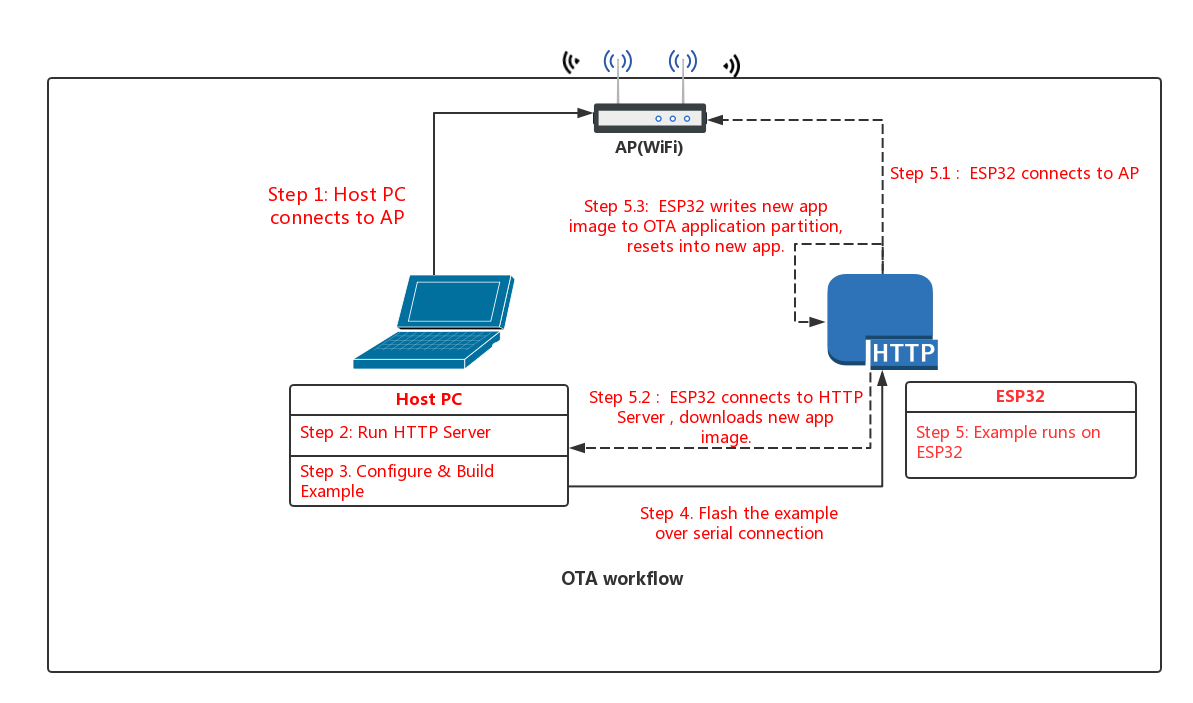 AP(WiFi)
Step 1: Host PC
connects to AP
Step 5.1 :  ESP32 connects to AP
Step 5.3:  ESP32 writes new app
image to OTA application partition,
resets into new app.
HTTP
Host PC
Step 2: Run HTTP Server
Step 3. Configure & Build
Example
Step 5.2 :  ESP32 connects to HTTP
Server , downloads new app
image.
ESP32
Step 5: Example runs on
ESP32
Step 4. Flash the example
over serial connection
OTA workflow